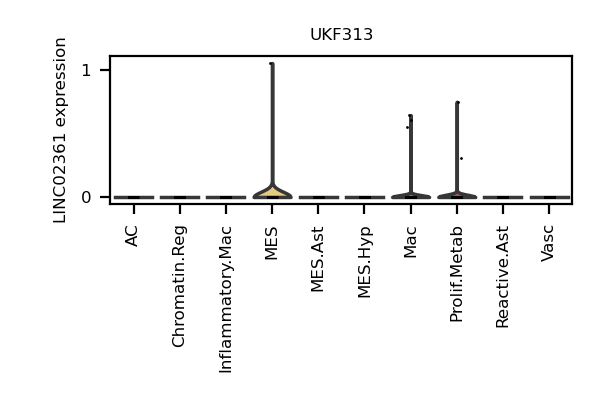 UKF313
LINC02361 expression
1
0
AC
Chromatin.Reg
Inflammatory.Mac
MES
MES.Ast
MES.Hyp
Mac
Prolif.Metab
Reactive.Ast
Vasc